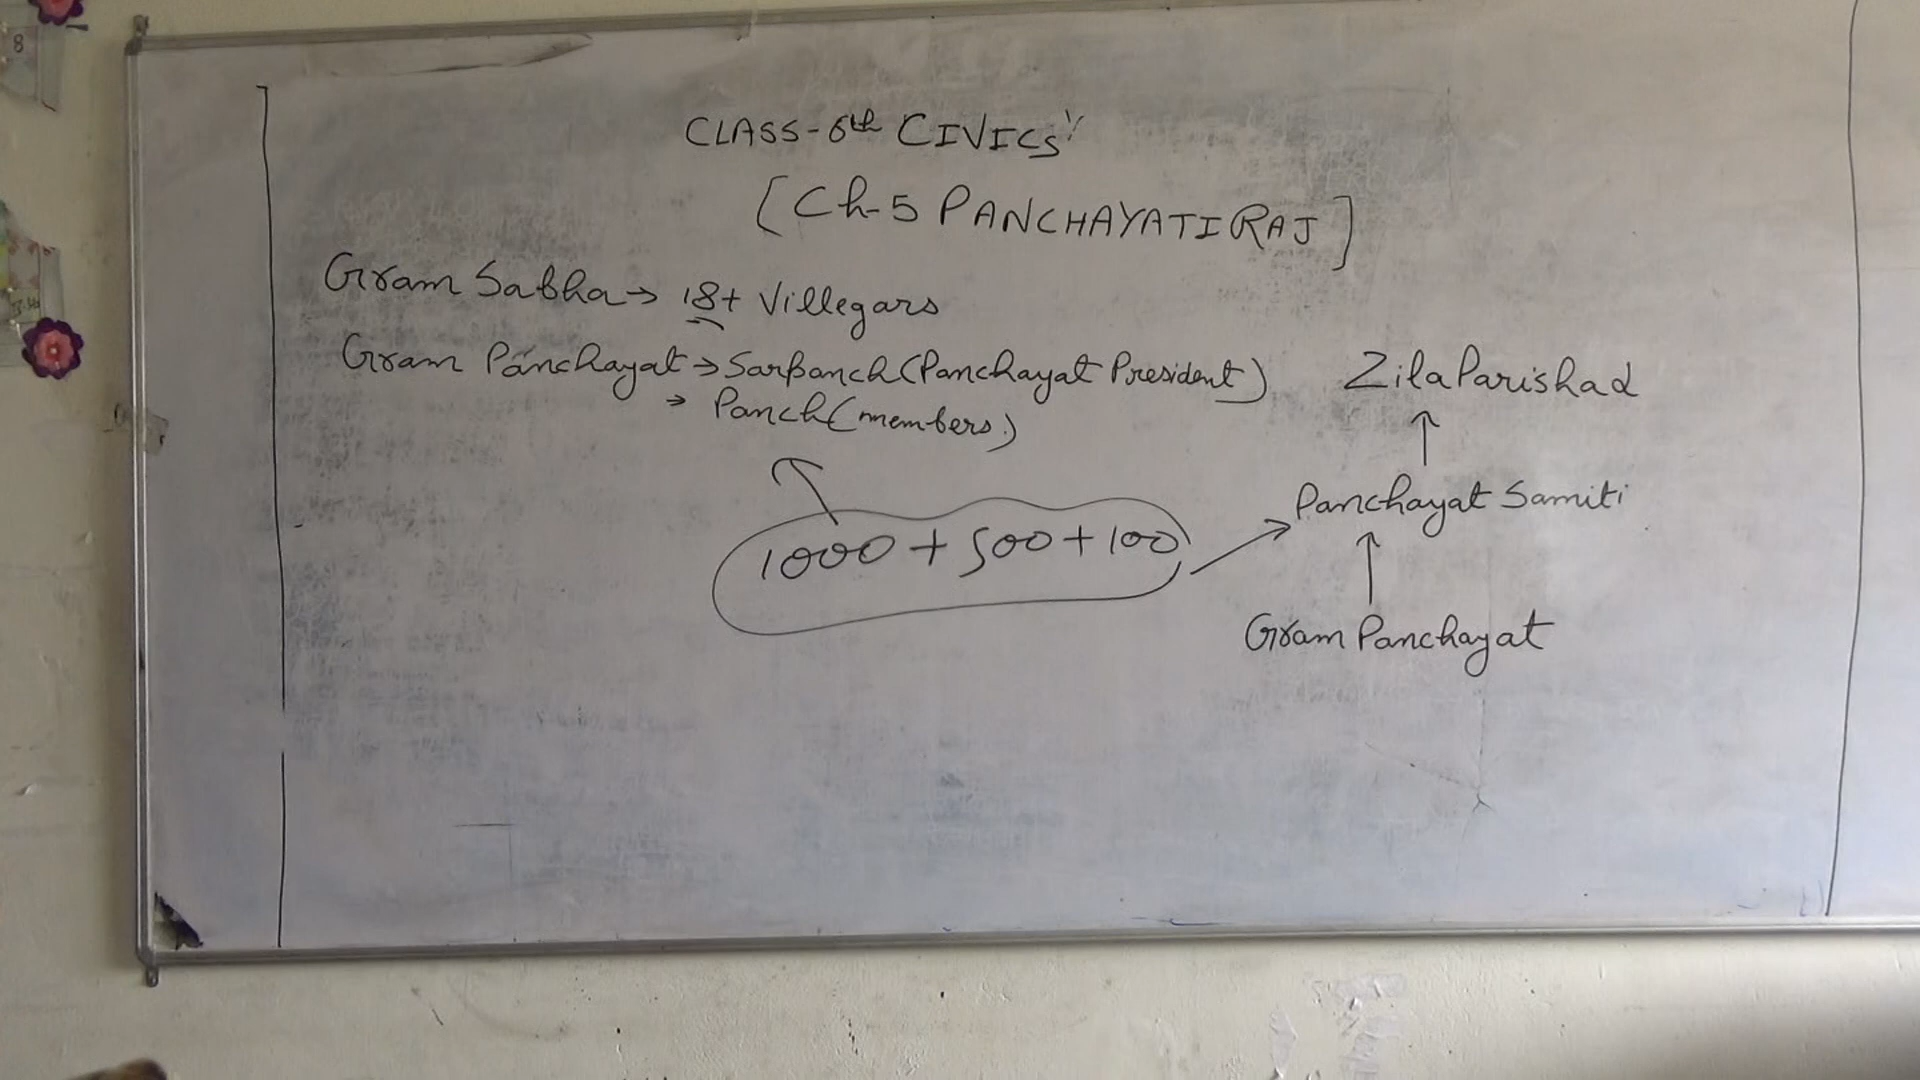 CLASS-6th CIVICS
[Ch-5 PANCHAYATI RAJ]
Gram Sabha → 18+ Villegars
Gram Panchayat → Sarpanch (Panchayat President)
→ Panch (members)
1000 + 500 + 100
Zila Parishad
↑
Panchayat Samiti
↑
Gram Panchayat
8